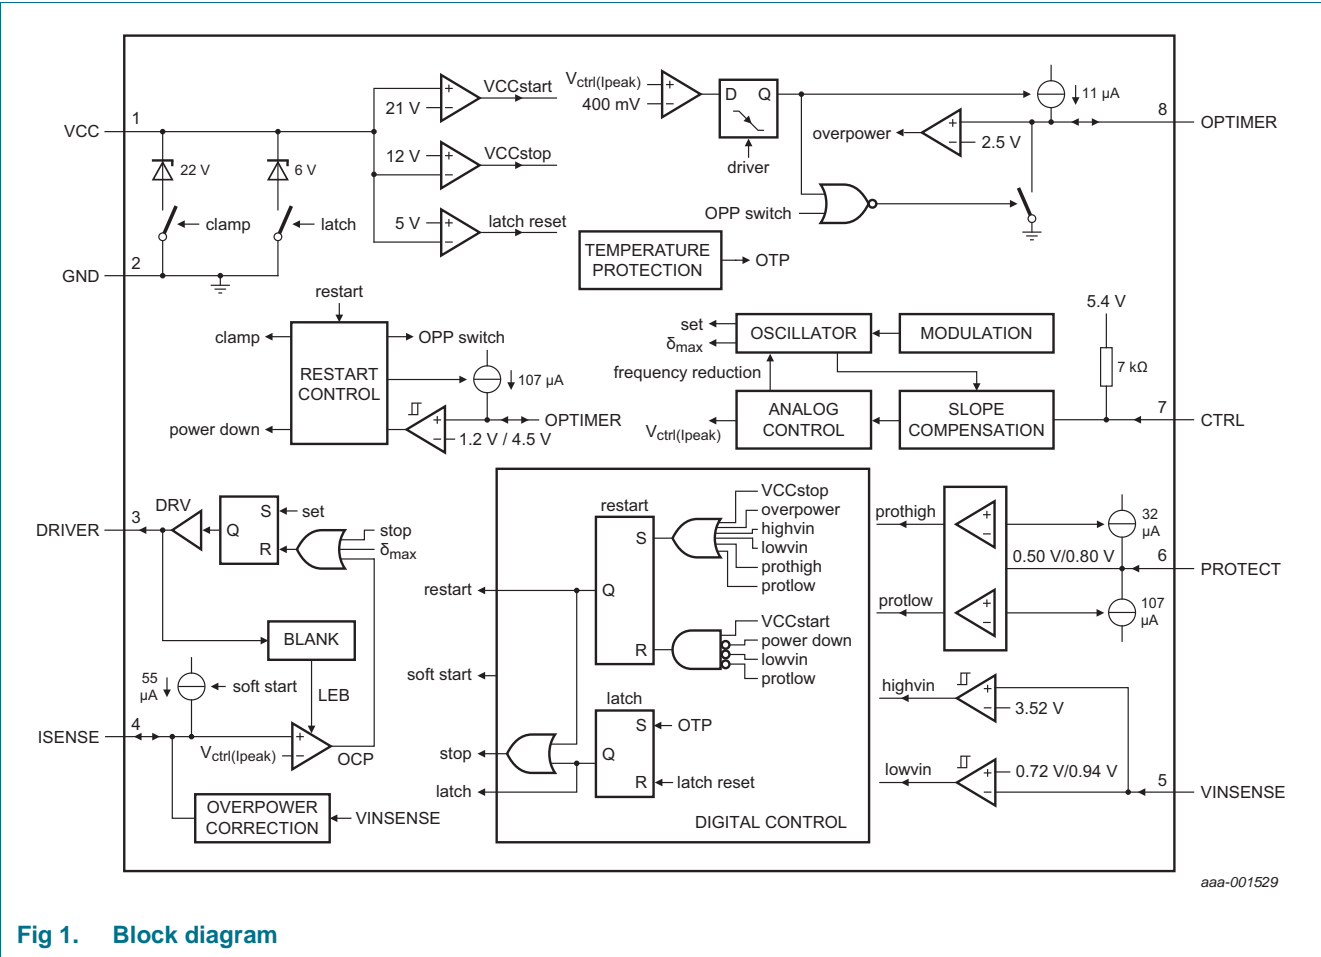 VCC
1
22 V
6 V
clamp
latch
GND
2
21 V
+
−
VCCstart
12 V
+
−
VCCstop
5 V
+
−
latch reset
Vctrl(Ipeak)
400 mV
+
−
D Q
driver
11 µA
8
OPTIMER
overpower
+
−
2.5 V
OPP switch
TEMPERATURE
PROTECTION
OTP
restart
clamp
OPP switch
RESTART
CONTROL
107 µA
power down
+
−
OPTIMER
1.2 V / 4.5 V
set
δmax
OSCILLATOR
MODULATION
frequency reduction
5.4 V
7 kΩ
Vctrl(Ipeak)
ANALOG
CONTROL
SLOPE
COMPENSATION
7
CTRL
DRIVER
3
DRV
S
Q
R
set
stop
δmax
BLANK
LEB
55
µA
soft start
ISENSE
4
Vctrl(Ipeak)
+
−
OCP
OVERPOWER
CORRECTION
VINSENSE
restart
S
Q
R
VCCstop
overpower
highvin
lowvin
prothigh
protlow
VCCstart
power down
lowvin
protlow
restart
soft start
stop
latch
latch
S
Q
R
OTP
latch reset
DIGITAL CONTROL
prothigh
+
−
32
µA
0.50 V/0.80 V
6
PROTECT
protlow
+
−
107
µA
highvin
+
−
3.52 V
lowvin
+
−
0.72 V/0.94 V
5
VINSENSE
aaa-001529
Fig 1. Block diagram